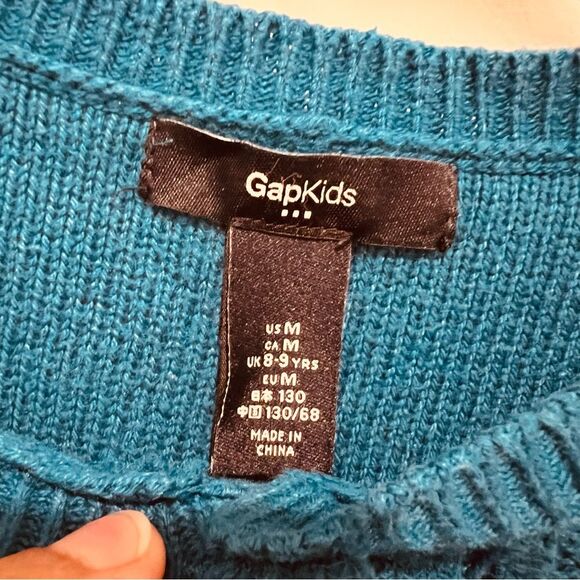 GapKids
US M
CA M
UK 8-9 YRS
EU M
日本 130
中国 130/68
MADE IN
CHINA